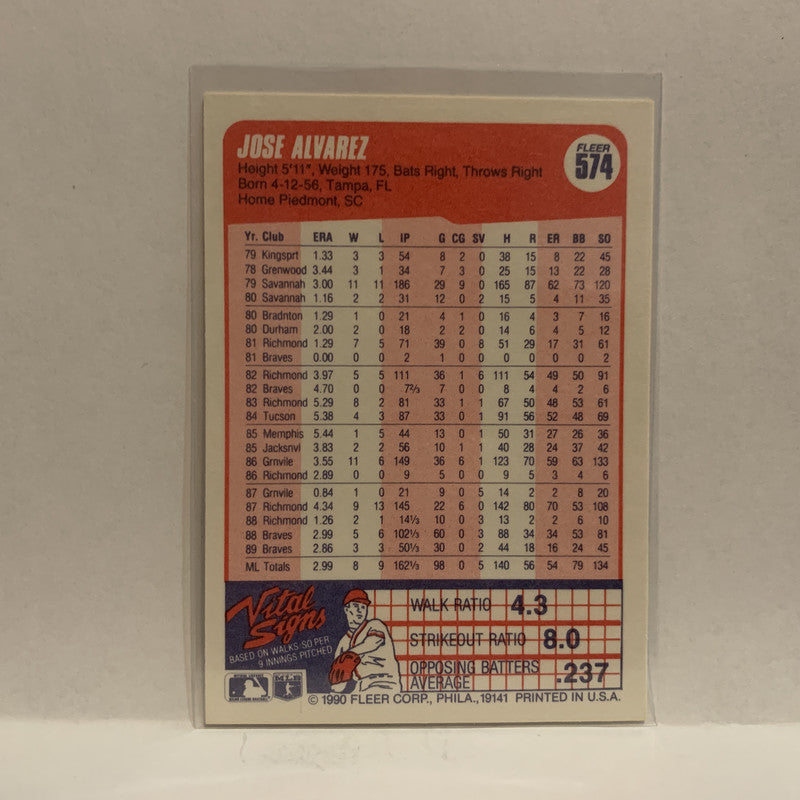 JOSE ALVAREZ
FLEER
574
Height 5'11", Weight 175, Bats Right, Throws Right
Born 4-12-56, Tampa, FL
Home Piedmont, SC
Yr. Club ERA W L IP G CG SV H R ER BB SO
79 Kingsprt 1.33 3 3 54 8 2 0 38 15 8 22 45
78 Grenwood 3.44 3 1 34 7 3 0 25 15 13 22 28
79 Savannah 3.00 11 11 186 29 9 0 165 87 62 73 120
80 Savannah 1.16 2 2 31 12 0 2 15 5 4 11 35
80 Bradnton 1.29 1 0 21 4 1 0 16 4 3 7 16
80 Durham 2.00 2 0 18 2 2 0 14 6 4 5 12
81 Richmond 1.29 7 5 71 39 0 8 51 29 17 31 61
81 Braves 0.00 0 0 2 1 0 0 0 0 0 0 2
82 Richmond 3.97 5 5 111 36 1 6 111 54 49 50 91
82 Braves 4.70 0 0 7⅔ 7 0 0 8 4 4 2 6
83 Richmond 5.29 8 2 81 33 1 1 67 50 48 53 61
84 Tucson 5.38 4 3 87 33 0 1 91 56 52 48 69
85 Memphis 5.44 1 5 44 13 0 1 50 31 27 26 36
85 Jacksnvl 3.83 2 2 56 10 1 1 40 28 24 37 42
86 Grnvile 3.55 11 6 149 36 6 1 123 70 59 63 133
86 Richmond 2.89 0 0 9 5 0 0 9 5 3 4 6
87 Grnvile 0.84 1 0 21 9 0 5 14 2 2 8 20
87 Richmond 4.34 9 13 145 22 6 0 142 80 70 53 108
88 Richmond 1.26 2 1 14⅓ 10 0 3 13 2 2 6 10
88 Braves 2.99 5 6 102⅓ 60 0 3 88 34 34 53 81
89 Braves 2.86 3 3 50⅓ 30 0 2 44 18 16 24 45
ML Totals 2.99 8 9 162⅓ 98 0 5 140 56 54 79 134
Vital
Signs
BASED ON WALKS, SO PER
9 INNINGS PITCHED
WALK RATIO 4.3
STRIKEOUT RATIO 8.0
OPPOSING BATTERS
AVERAGE .237
MLB
© 1990 FLEER CORP., PHILA., 19141 PRINTED IN U.S.A.